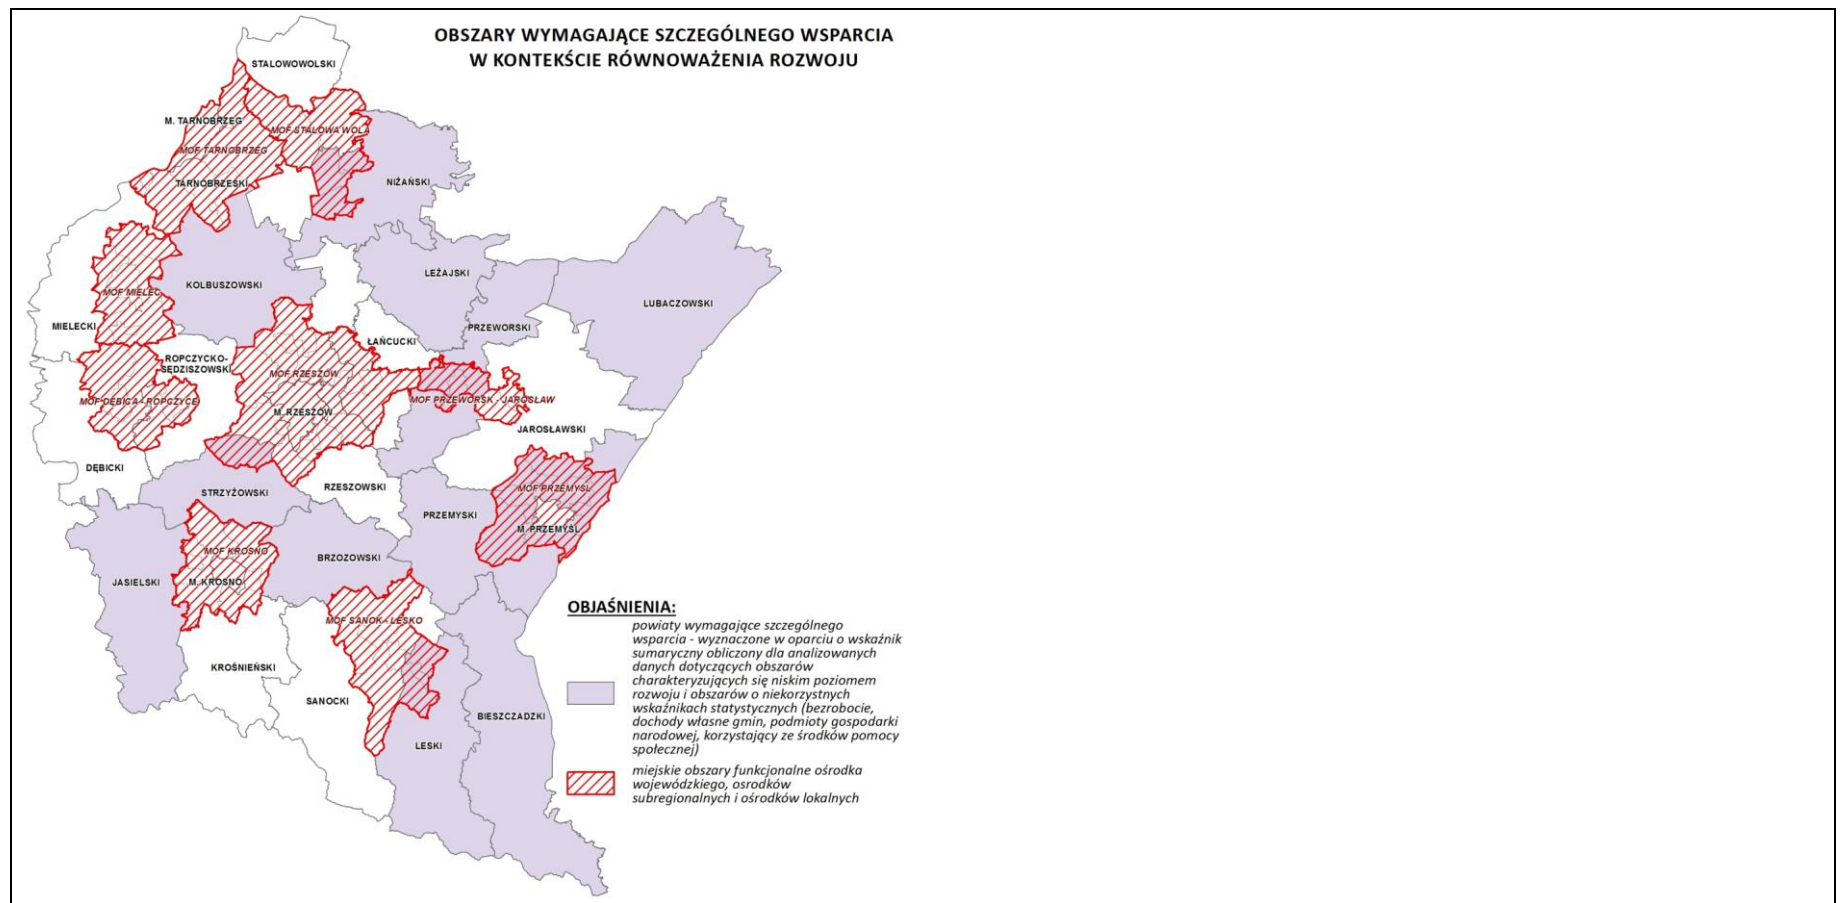 OBSZARY WYMAGAJĄCE SZCZEGÓLNEGO WSPARCIA
W KONTEKŚCIE RÓWNOWAŻENIA ROZWOJU
STALOWOWOLSKI
M. TARNOBRZEG
MOF STALOWA WOLA
MOF TARNOBRZEG
TARNOBRZESKI
NIŻAŃSKI
LEŻAJSKI
KOLBUSZOWSKI
MOF MIELEC
LUBACZOWSKI
MIELECKI
PRZEWORSKI
ŁAŃCUCKI
ROPCZYCKO-
SĘDZISZOWSKI
MOF RZESZÓW
MOF DĘBICA - ROPCZYCE
MOF PRZEWORSK - JAROSŁAW
M. RZESZÓW
JAROSŁAWSKI
DĘBICKI
RZESZOWSKI
MOF PRZEMYŚL
STRZYŻOWSKI
PRZEMYSKI
M. PRZEMYŚL
MOF KROSNO
BRZOZOWSKI
JASIELSKI
M. KROSNO
MOF SANOK - LESKO
KROŚNIEŃSKI
SANOCKI
BIESZCZADZKI
LESKI
OBJAŚNIENIA:
powiaty wymagające szczególnego
wsparcia - wyznaczone w oparciu o wskaźnik
sumaryczny obliczony dla analizowanych
danych dotyczących obszarów
charakteryzujących się niskim poziomem
rozwoju i obszarów o niekorzystnych
wskaźnikach statystycznych (bezrobocie,
dochody własne gmin, podmioty gospodarki
narodowej, korzystający ze środków pomocy
społecznej)
miejskie obszary funkcjonalne ośrodka
wojewódzkiego, osrodków
subregionalnych i ośrodków lokalnych